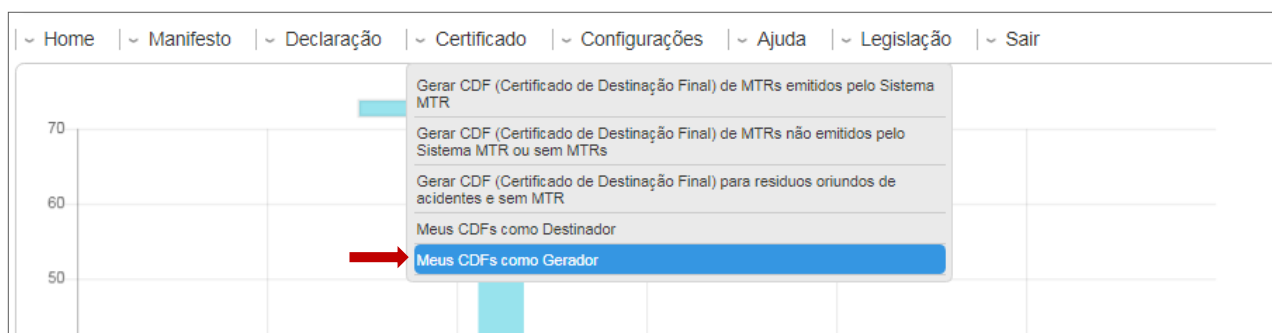 Home Manifesto Declaração Certificado Configurações Ajuda Legislação Sair
Gerar CDF (Certificado de Destinação Final) de MTRs emitidos pelo Sistema
MTR
Gerar CDF (Certificado de Destinação Final) de MTRs não emitidos pelo
Sistema MTR ou sem MTRs
Gerar CDF (Certificado de Destinação Final) para residuos oriundos de
acidentes e sem MTR
Meus CDFs como Destinador
Meus CDFs como Gerador
70
60
50